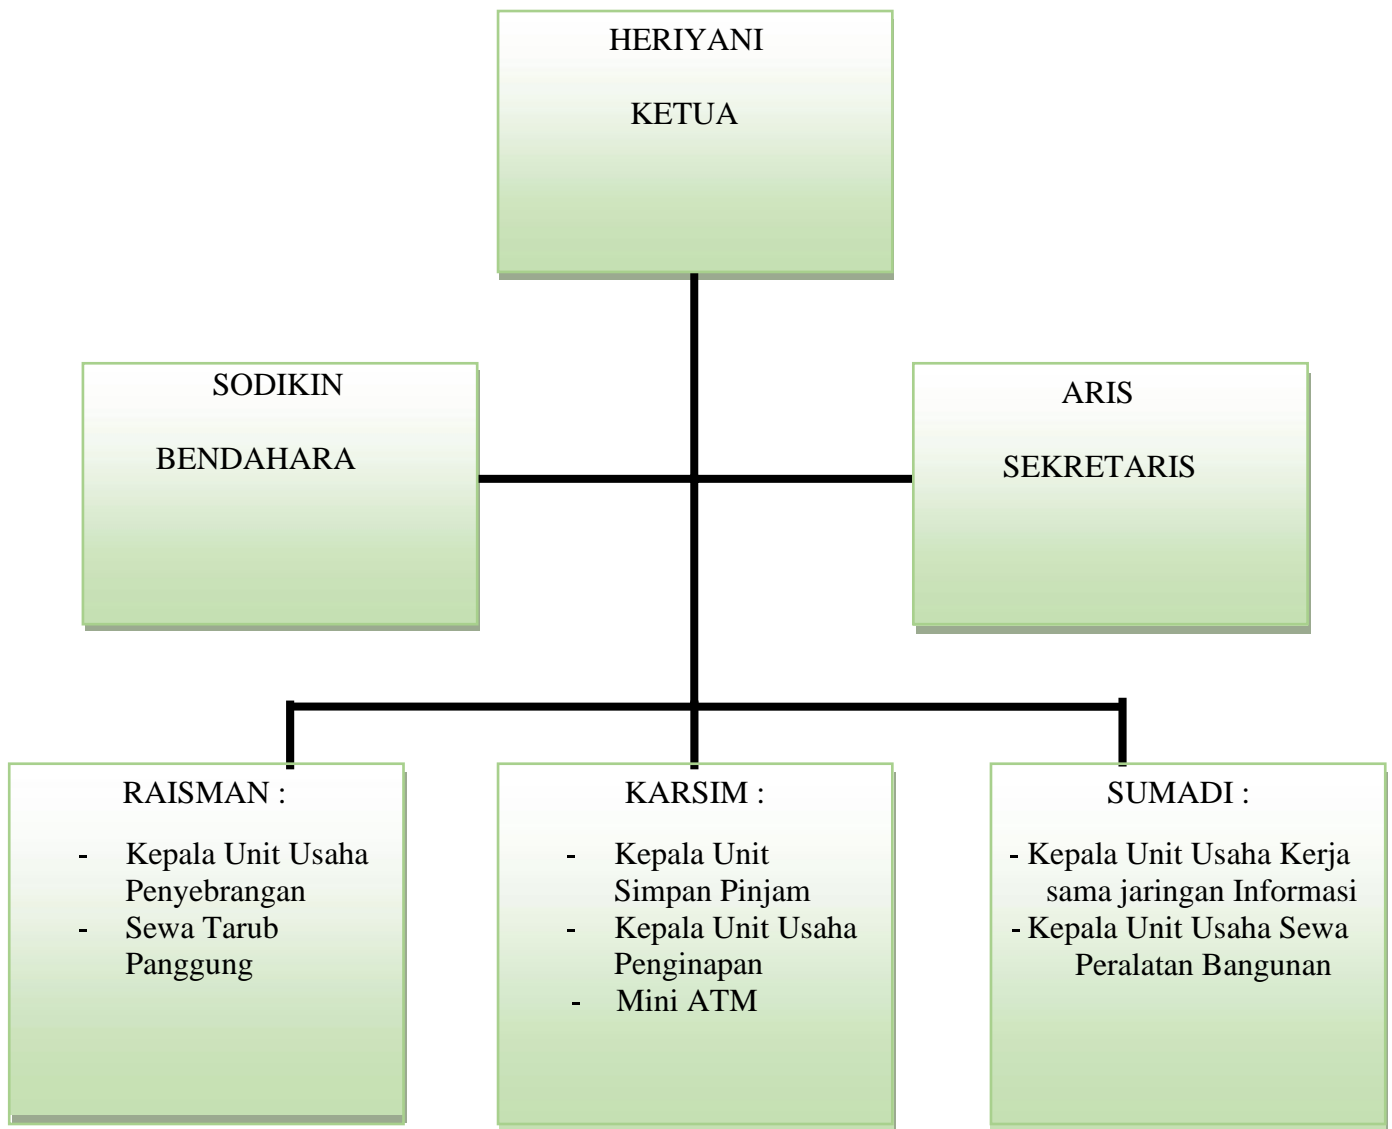 HERIYANI
KETUA
SODIKIN
BENDAHARA
ARIS
SEKRETARIS
RAISMAN :
- Kepala Unit Usaha
Penyebrangan
- Sewa Tarub
Panggung
KARSIM :
- Kepala Unit
Simpan Pinjam
- Kepala Unit Usaha
Penginapan
- Mini ATM
SUMADI :
- Kepala Unit Usaha Kerja
sama jaringan Informasi
- Kepala Unit Usaha Sewa
Peralatan Bangunan